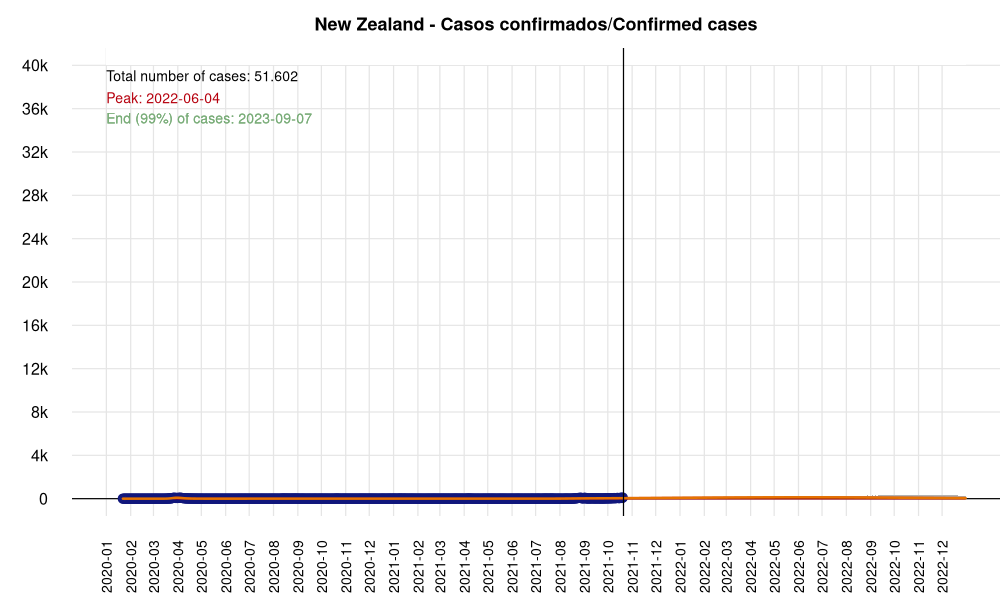 New Zealand - Casos confirmados/Confirmed cases
40k
Total number of cases: 51.602
Peak: 2022-06-04
36k
End (99%) of cases: 2023-09-07
32k
28k
24k
20k
16k
12k
8k
4k
0
2020-01
2020-02
2020-03
2020-04
2020-05
2020-06
2020-07
2020-08
2020-09
2020-10
2020-11
2020-12
2021-01
2021-02
2021-03
2021-04
2021-05
2021-06
2021-07
2021-08
2021-09
2021-10
2021-11
2021-12
2022-01
2022-02
2022-03
2022-04
2022-05
2022-06
2022-07
2022-08
2022-09
2022-10
2022-11
2022-12